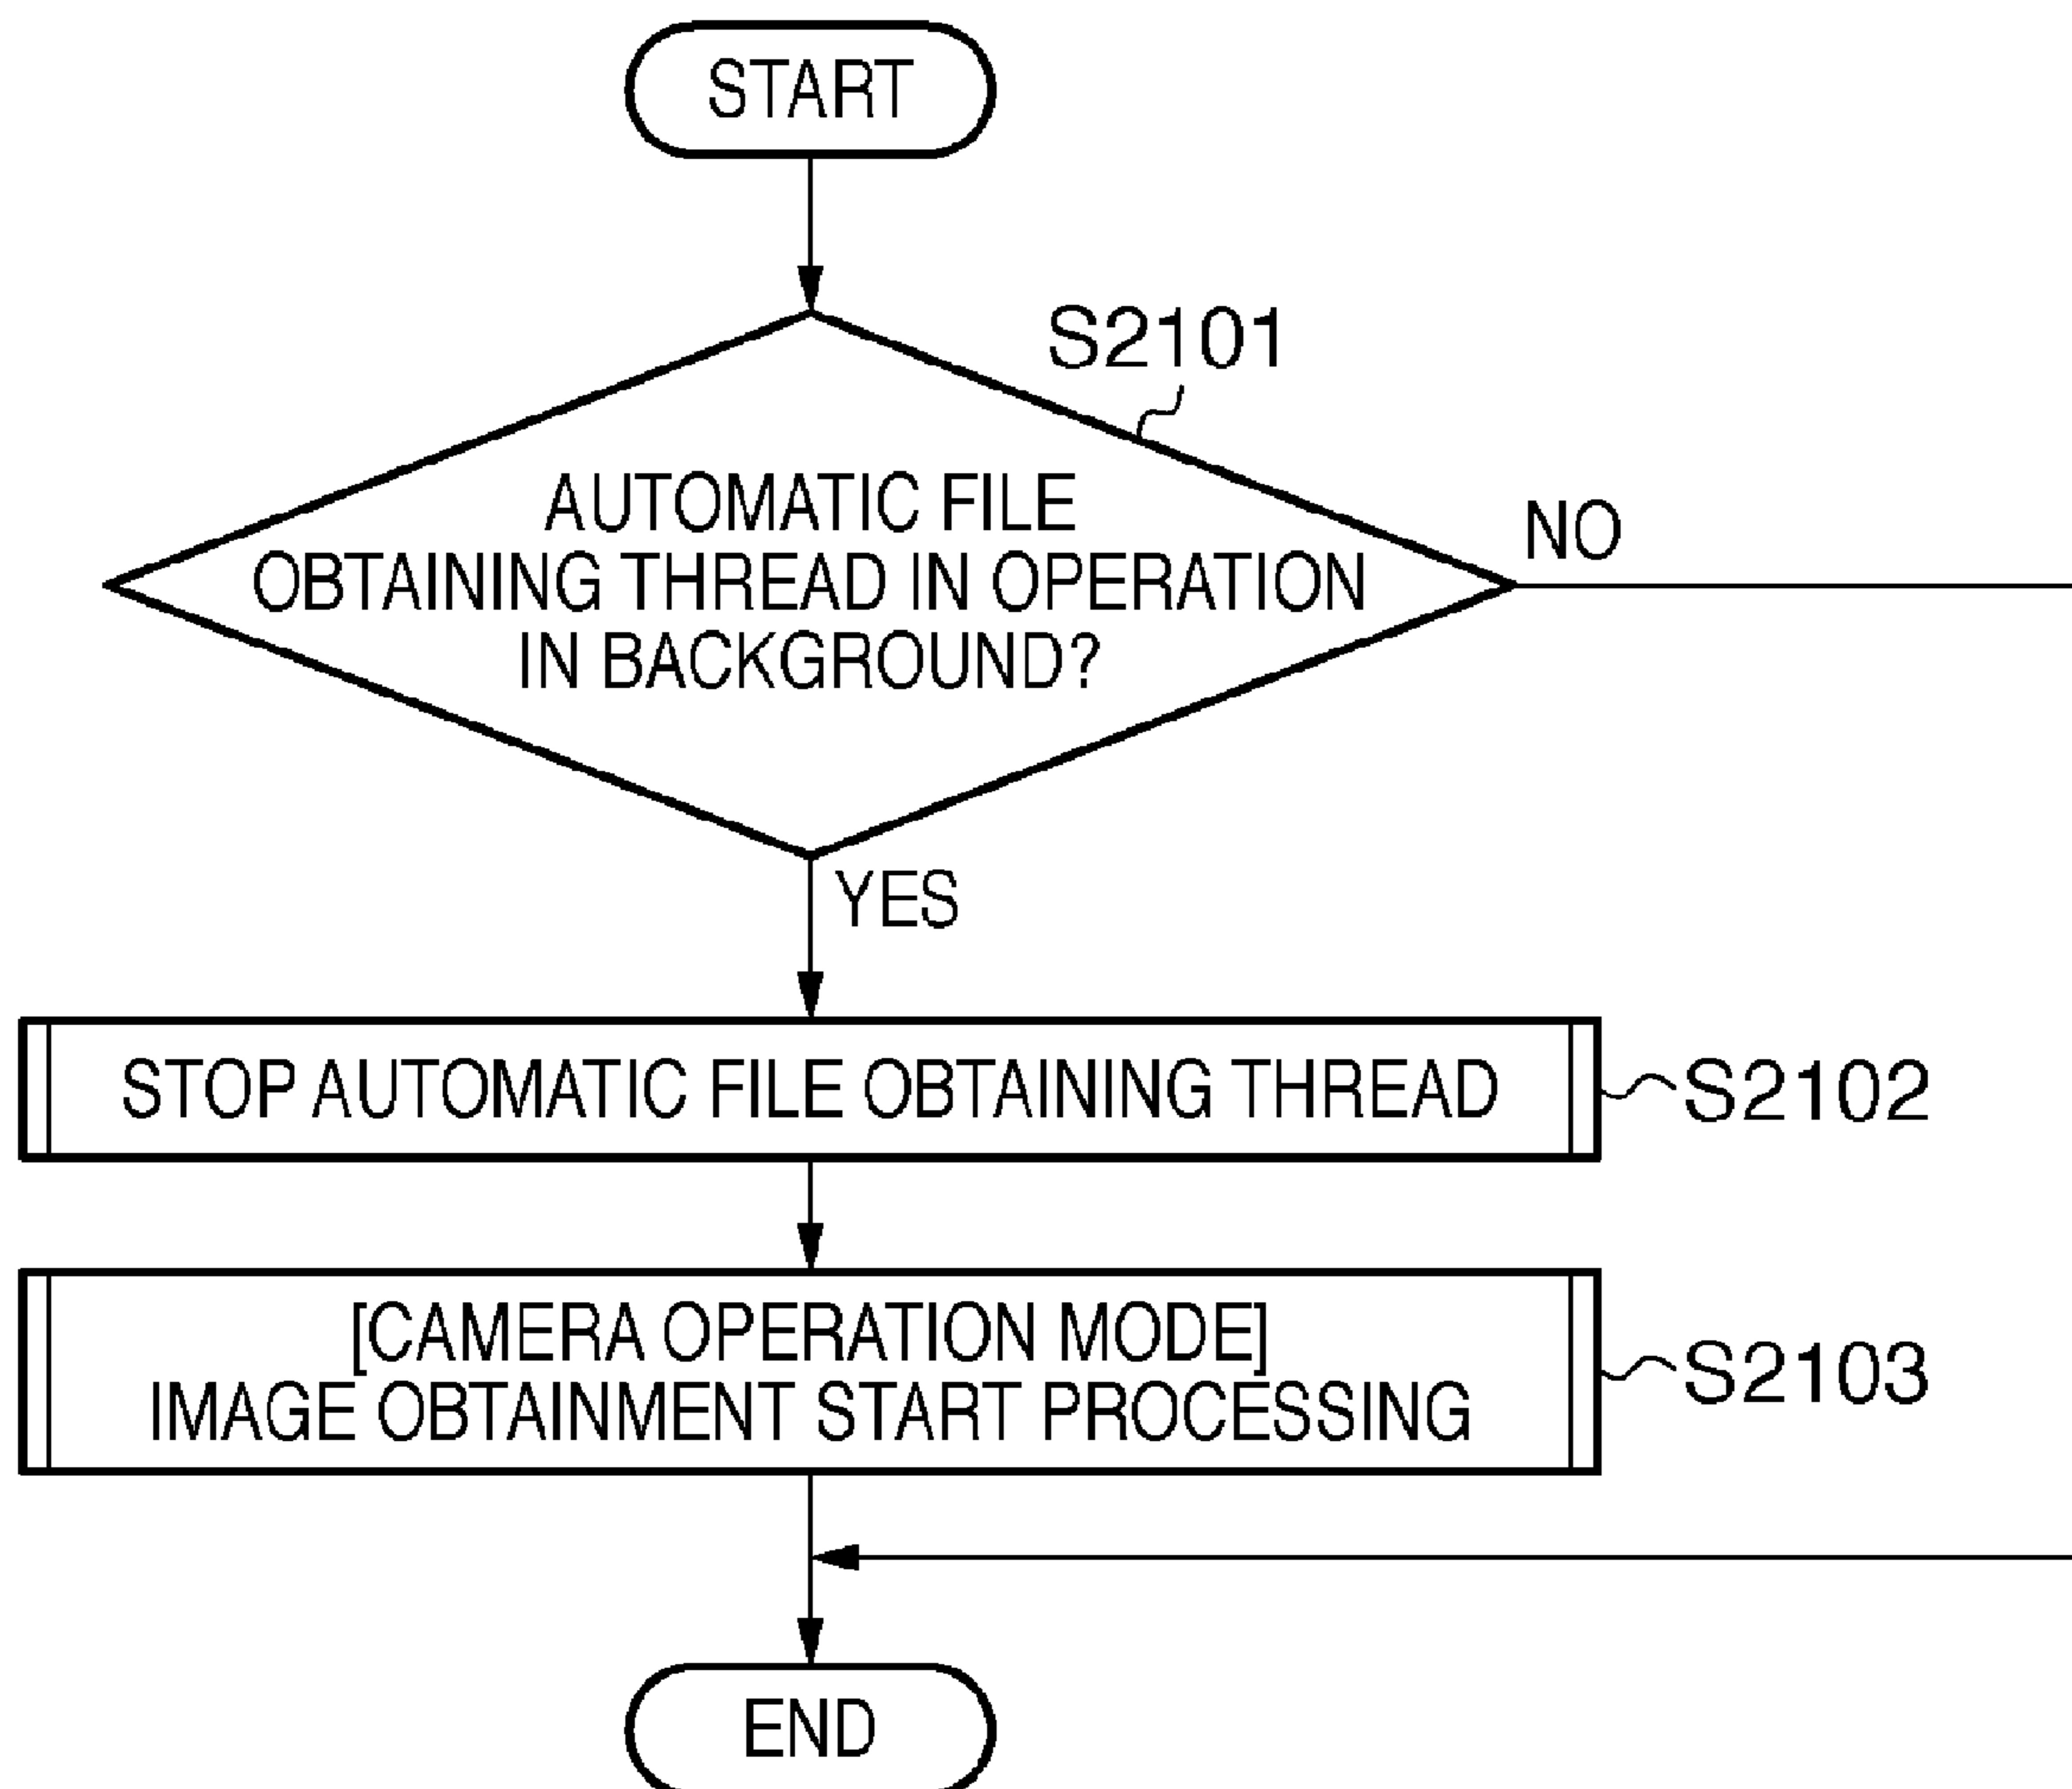 START
S2101
AUTOMATIC FILE
OBTAINING THREAD IN OPERATION
IN BACKGROUND?
NO
YES
STOP AUTOMATIC FILE OBTAINING THREAD
S2102
[CAMERA OPERATION MODE]
IMAGE OBTAINMENT START PROCESSING
S2103
END